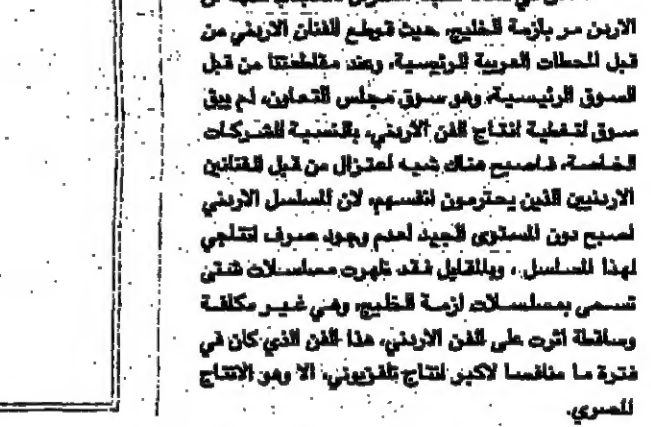 الاردن مر بأزمة الخليج، حيث قوطع الفنان الاردني من
قبل المحطات العربية الرئيسية، وعند مقاطعتنا من قبل
السوق الرئيسية، وهو سوق مجلس التعاون، لم يبق
سوق لتغطية انتاج الفن الاردني، بالنسبة للشركات
الخاصة، فاصبح هناك شبه اعتزال من قبل الفنانين
الاردنيين الذين يحترمون انفسهم، لان المسلسل الاردني
اصبح دون المستوى الجيد لعدم وجود صرف انتاجي
لهذا المسلسل، وبالمقابل فقد ظهرت مسلسلات شتى
تسمى بمسلسلات ازمة الخليج، وهي غير مكلفة
وساقطة اثرت على الفن الاردني، هذا الفن الذي كان في
فترة ما منافسا لاكبر انتاج تلفزيوني، الا وهو الانتاج
المصري.